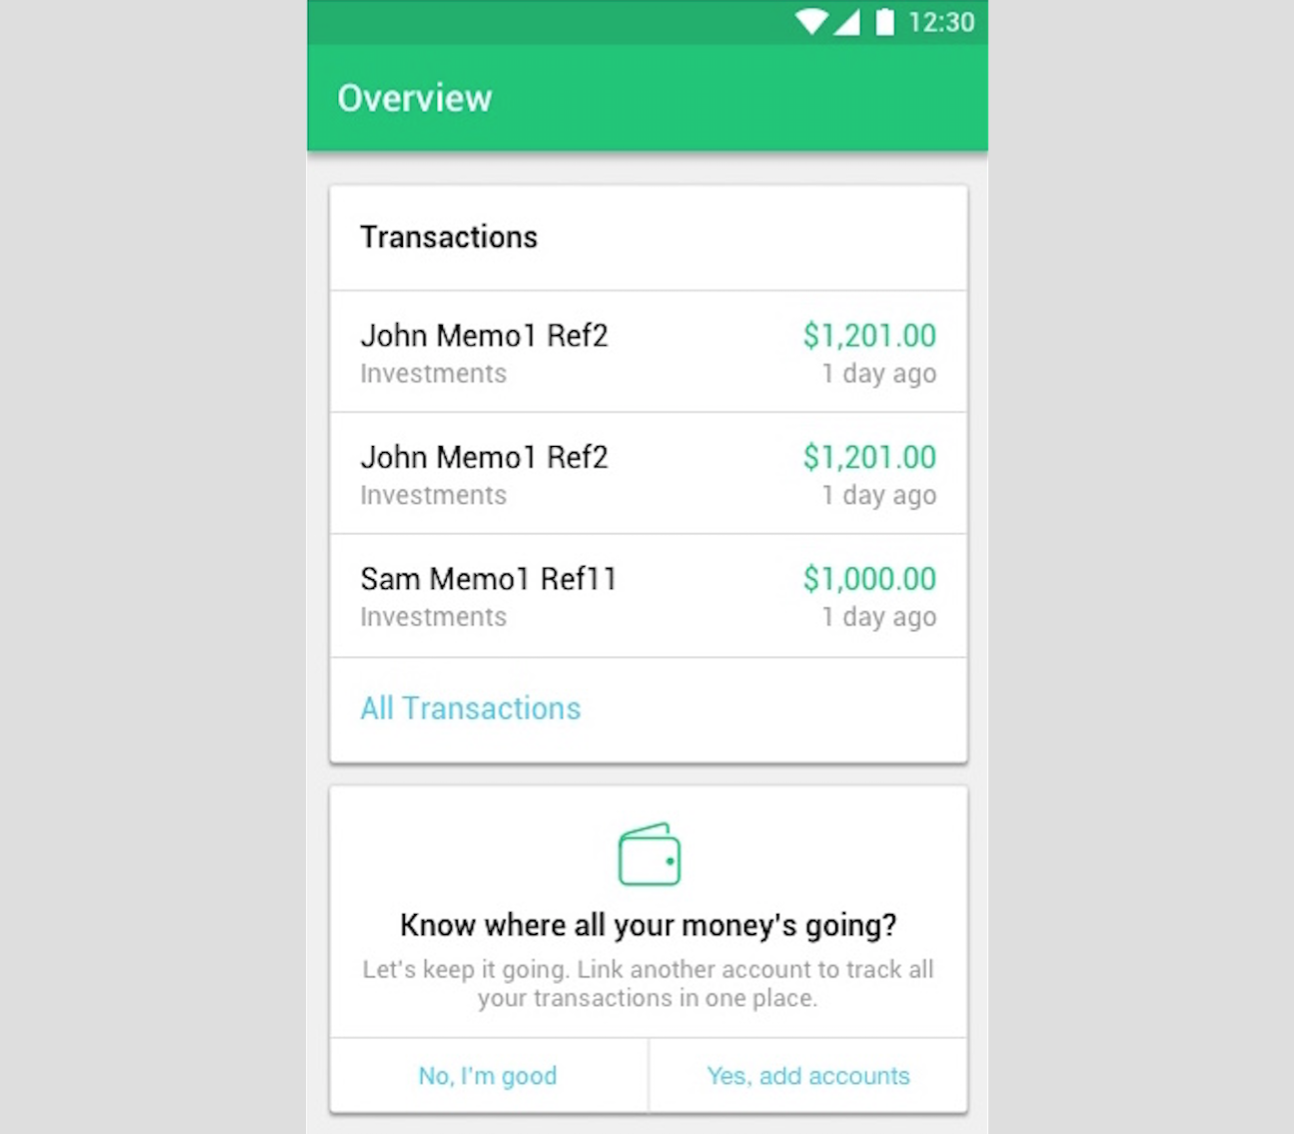 12:30
Overview
Transactions
John Memo1 Ref2
$1,201.00
Investments
1 day ago
John Memo1 Ref2
$1,201.00
Investments
1 day ago
Sam Memo1 Ref11
$1,000.00
Investments
1 day ago
All Transactions
Know where all your money's going?
Let's keep it going. Link another account to track all
your transactions in one place.
No, I'm good
Yes, add accounts